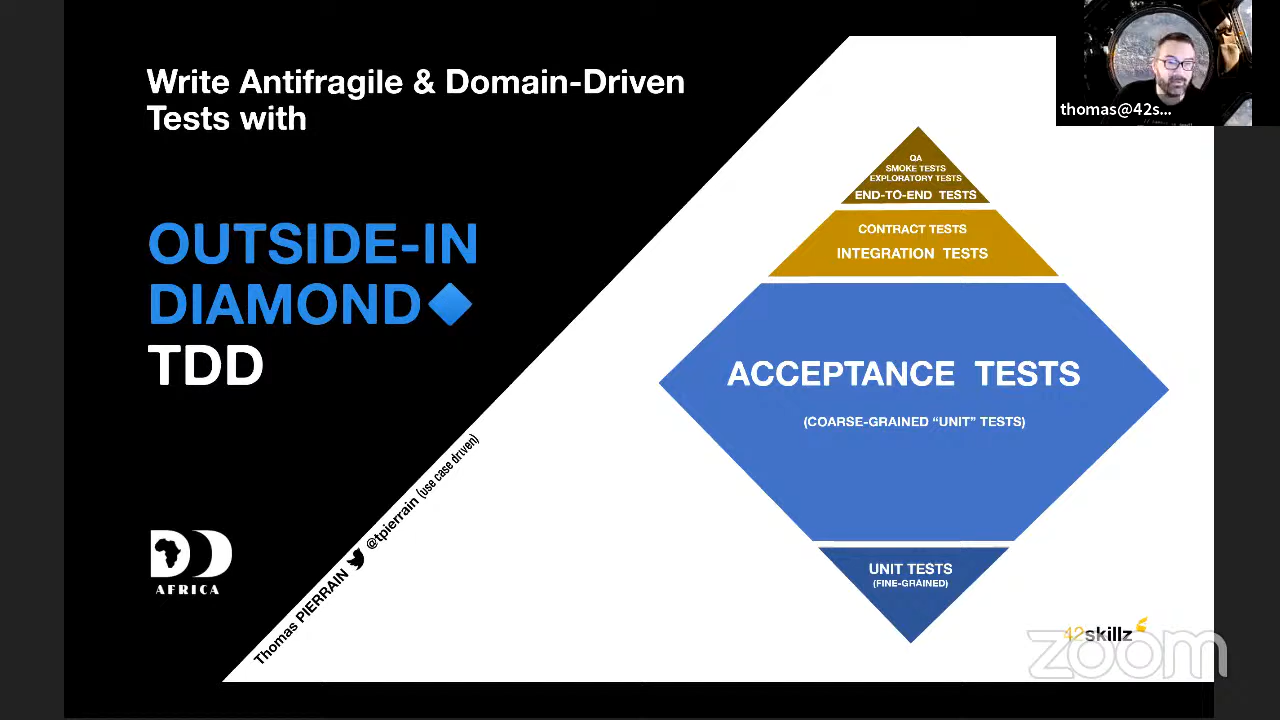 Write Antifragile & Domain-Driven
Tests with
OUTSIDE-IN
DIAMOND
TDD
Thomas PIERRAIN @tpierrain (use case driven)
DDD
AFRICA
thomas@42s...
QA
SMOKE TESTS
EXPLORATORY TESTS
END-TO-END TESTS
CONTRACT TESTS
INTEGRATION TESTS
ACCEPTANCE TESTS
(COARSE-GRAINED “UNIT” TESTS)
UNIT TESTS
(FINE-GRAINED)
42skillz
zoom